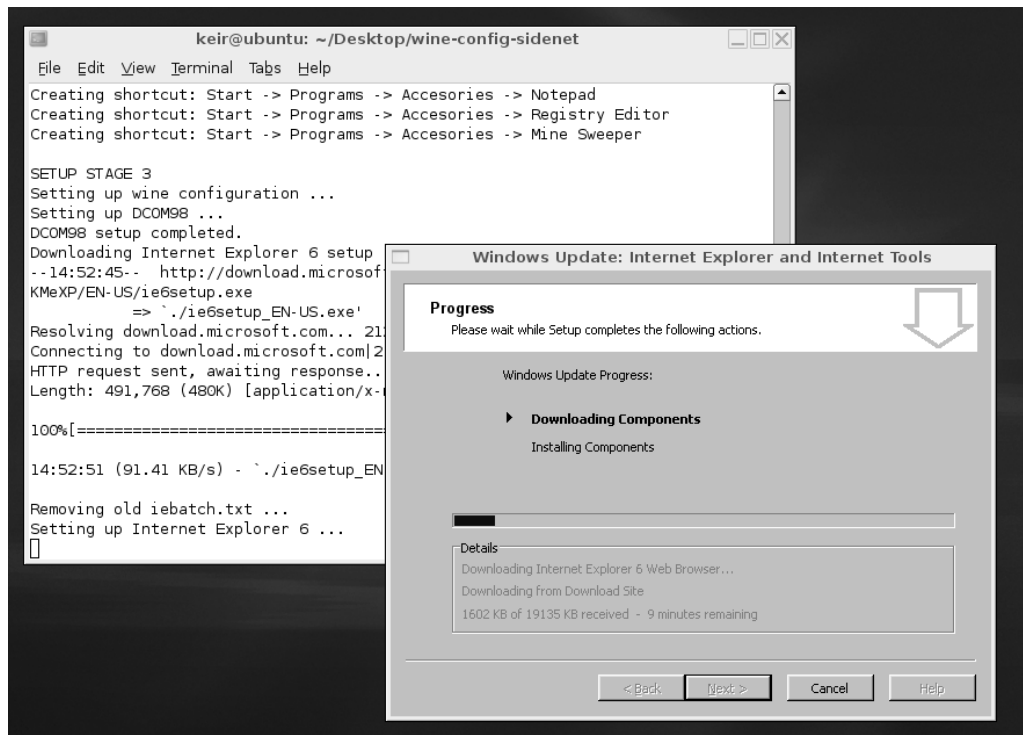 keir@ubuntu: ~/Desktop/wine-config-sidenet
File Edit View Terminal Tabs Help
Creating shortcut: Start -> Programs -> Accesories -> Notepad
Creating shortcut: Start -> Programs -> Accesories -> Registry Editor
Creating shortcut: Start -> Programs -> Accesories -> Mine Sweeper
SETUP STAGE 3
Setting up wine configuration ...
Setting up DCOM98 ...
DCOM98 setup completed.
Downloading Internet Explorer 6 setup
--14:52:45-- http://download.microsof
KMeXP/EN-US/ie6setup.exe
=> `./ie6setup_EN-US.exe'
Resolving download.microsoft.com... 21
Connecting to download.microsoft.com|2
HTTP request sent, awaiting response..
Length: 491,768 (480K) [application/x-
100%[=================================
14:52:51 (91.41 KB/s) - `./ie6setup_EN
Removing old iebatch.txt ...
Setting up Internet Explorer 6 ...
Windows Update: Internet Explorer and Internet Tools
Progress
Please wait while Setup completes the following actions.
Windows Update Progress:
Downloading Components
Installing Components
Details
Downloading Internet Explorer 6 Web Browser...
Downloading from Download Site
1602 KB of 19135 KB received - 9 minutes remaining
< Back
Next >
Cancel
Help